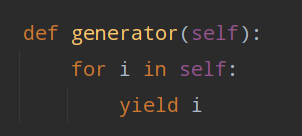 def generator(self):
    for i in self:
        yield i